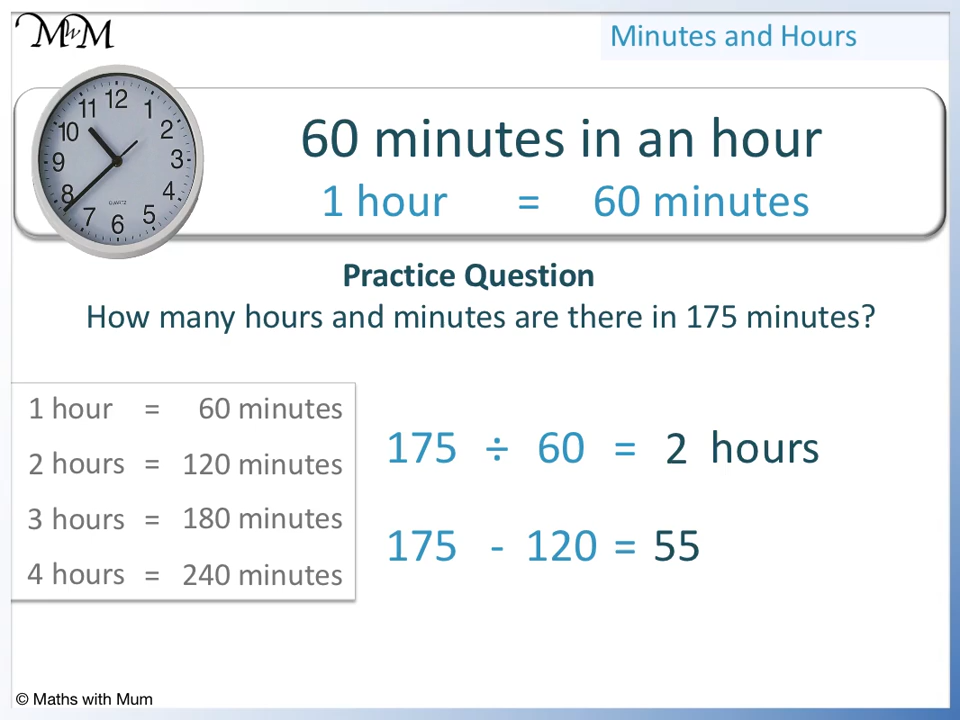 MwM
Minutes and Hours
12
11
1
10
2
9
3
8
4
7
5
6
QUARTZ
60 minutes in an hour
1 hour = 60 minutes
Practice Question
How many hours and minutes are there in 175 minutes?
1 hour = 60 minutes
2 hours = 120 minutes
3 hours = 180 minutes
4 hours = 240 minutes
175 ÷ 60 = 2 hours
175 - 120 = 55
© Maths with Mum